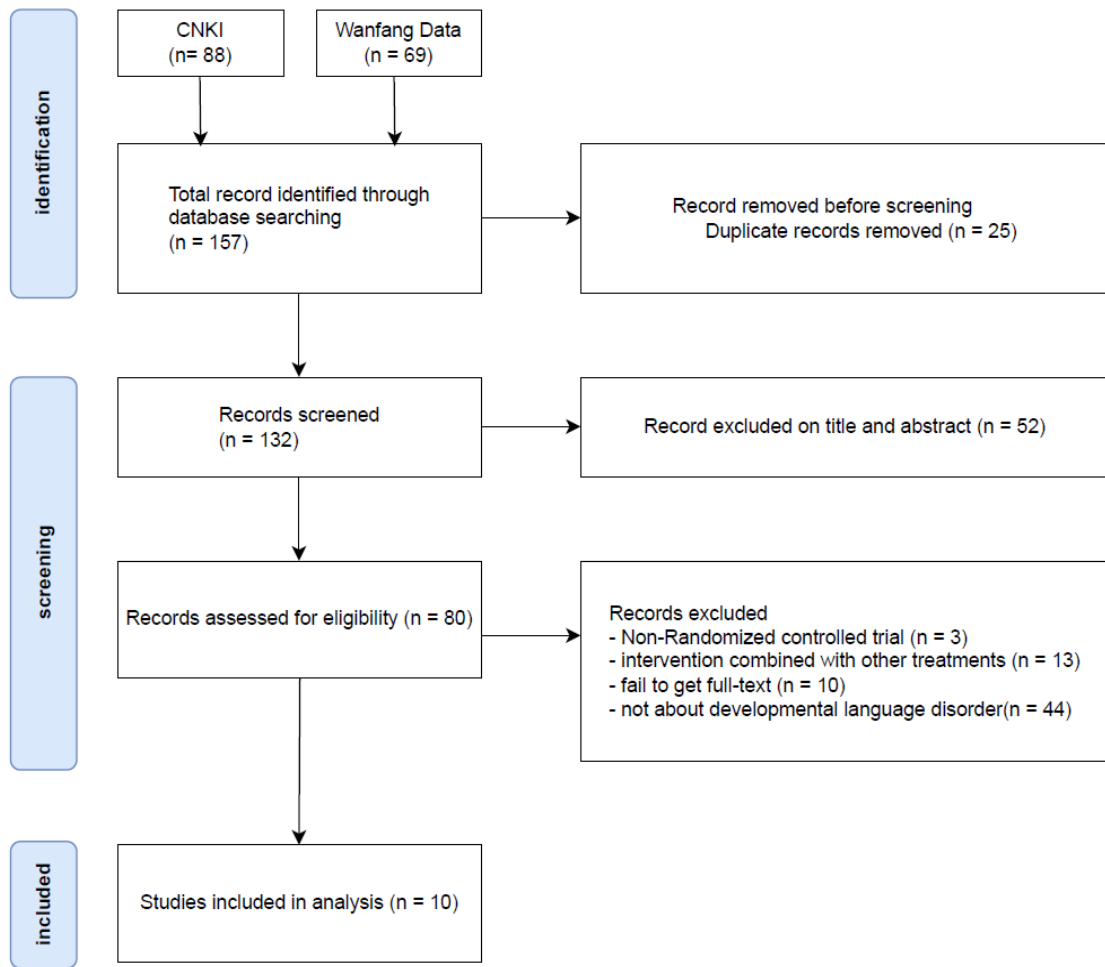 identification
CNKI
(n= 88)
Wanfang Data
(n = 69)
Total record identified through
database searching
(n = 157)
Record removed before screening
Duplicate records removed (n = 25)
screening
Records screened
(n = 132)
Record excluded on title and abstract (n = 52)
Records assessed for eligibility (n = 80)
Records excluded
- Non-Randomized controlled trial (n = 3)
- intervention combined with other treatments (n = 13)
- fail to get full-text (n = 10)
- not about developmental language disorder(n = 44)
included
Studies included in analysis (n = 10)